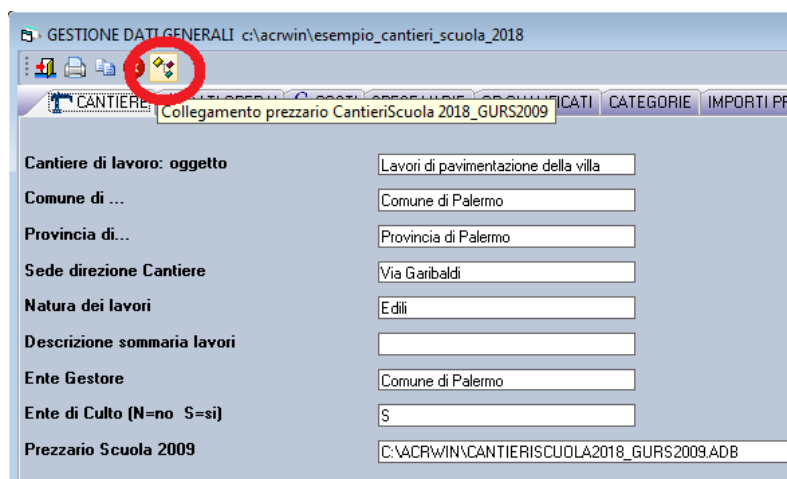 GESTIONE DATI GENERALI c:\acrwin\esempio_cantieri_scuola_2018
CANTIERE CATEGORIE IMPORTI PR
Collegamento prezzario CantieriScuola 2018_GURS2009
Cantiere di lavoro: oggetto Lavori di pavimentazione della villa
Comune di ... Comune di Palermo
Provincia di... Provincia di Palermo
Sede direzione Cantiere Via Garibaldi
Natura dei lavori Edili
Descrizione sommaria lavori
Ente Gestore Comune di Palermo
Ente di Culto (N=no S=si) S
Prezzario Scuola 2009 C:\ACRWIN\CANTIERISCUOLA2018_GURS2009.ADB